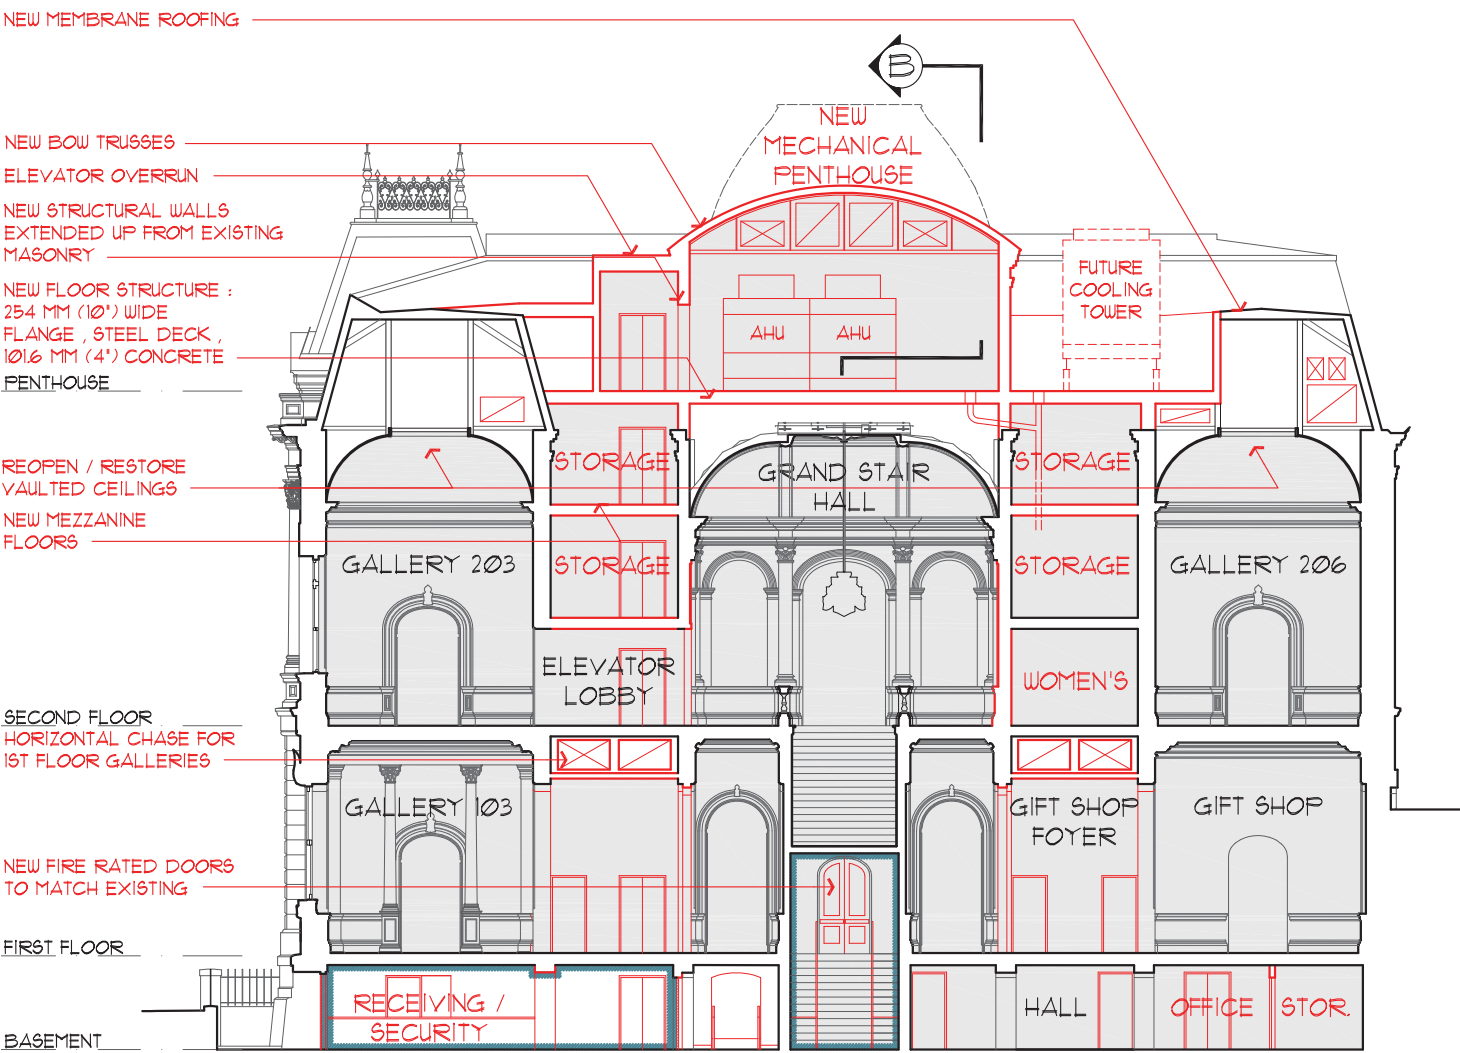 NEW MEMBRANE ROOFING
B
NEW
MECHANICAL
PENTHOUSE
NEW BOW TRUSSES
ELEVATOR OVERRUN
NEW STRUCTURAL WALLS
EXTENDED UP FROM EXISTING
MASONRY
NEW FLOOR STRUCTURE :
254 MM (10") WIDE
FLANGE , STEEL DECK ,
101.6 MM (4") CONCRETE
PENTHOUSE
FUTURE
COOLING
TOWER
AHU
AHU
REOPEN / RESTORE
VAULTED CEILINGS
NEW MEZZANINE
FLOORS
STORAGE
GRAND STAIR
HALL
STORAGE
GALLERY 203
STORAGE
STORAGE
GALLERY 206
ELEVATOR
LOBBY
WOMEN'S
SECOND FLOOR
HORIZONTAL CHASE FOR
1ST FLOOR GALLERIES
GALLERY 103
GIFT SHOP
FOYER
GIFT SHOP
NEW FIRE RATED DOORS
TO MATCH EXISTING
FIRST FLOOR
RECEIVING /
SECURITY
HALL
OFFICE
STOR.
BASEMENT